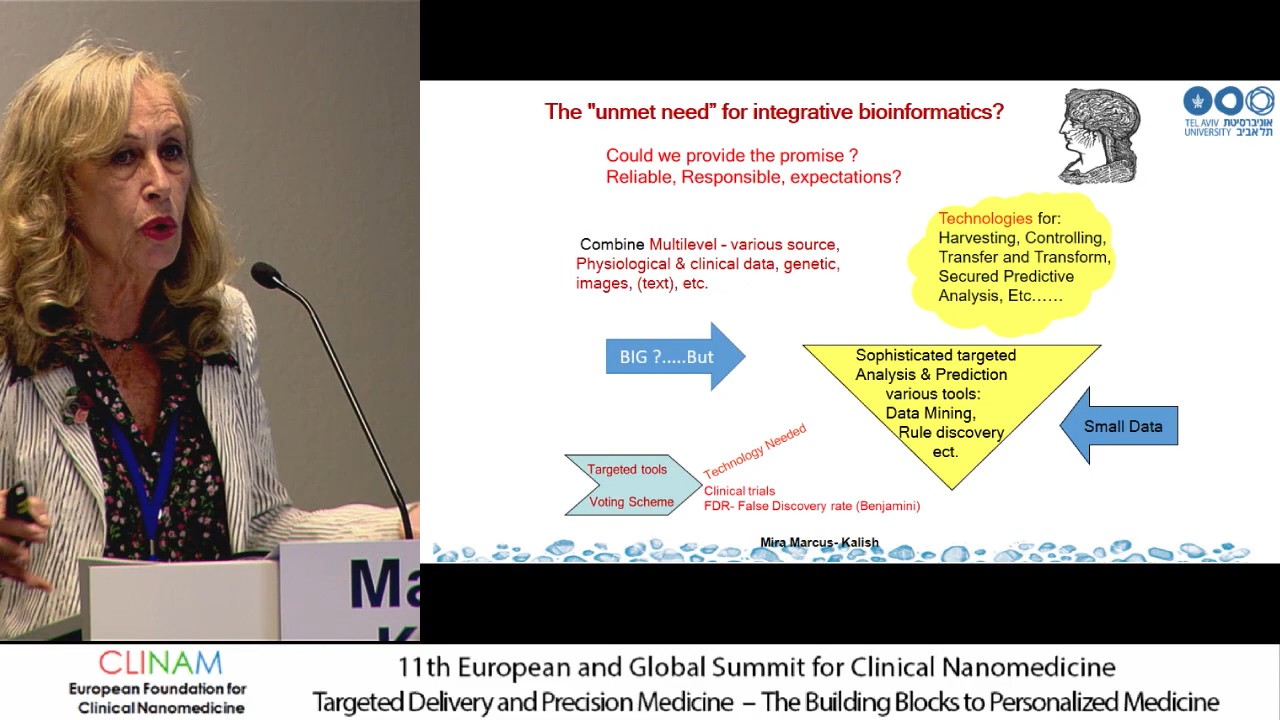 The "unmet need” for integrative bioinformatics?
Could we provide the promise ?
Reliable, Responsible, expectations?
TEL AVIV UNIVERSITY
אוניברסיטת תל אביב
Technologies for:
Harvesting, Controlling,
Transfer and Transform,
Secured Predictive
Analysis, Etc……
Combine Multilevel - various source,
Physiological & clinical data, genetic,
images, (text), etc.
BIG ?.....But
Sophisticated targeted
Analysis & Prediction
various tools:
Data Mining,
Rule discovery
ect.
Small Data
Targeted tools
Voting Scheme
Technology Needed
Clinical trials
FDR- False Discovery rate (Benjamini)
Mira Marcus- Kalish
Ma
K
CLINAM
European Foundation for
Clinical Nanomedicine
11th European and Global Summit for Clinical Nanomedicine
Targeted Delivery and Precision Medicine – The Building Blocks to Personalized Medicine